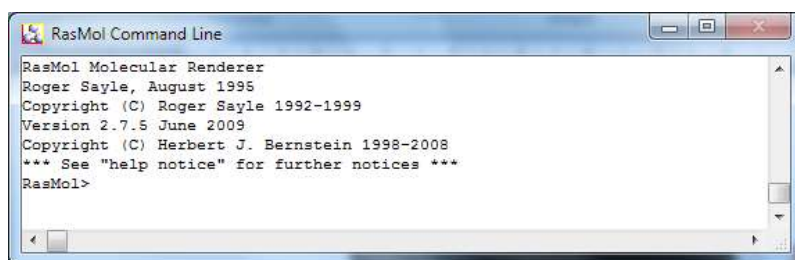 RasMol Command Line
RasMol Molecular Renderer
Roger Sayle, August 1995
Copyright (C) Roger Sayle 1992-1999
Version 2.7.5 June 2009
Copyright (C) Herbert J. Bernstein 1998-2008
*** See "help notice" for further notices ***
RasMol>